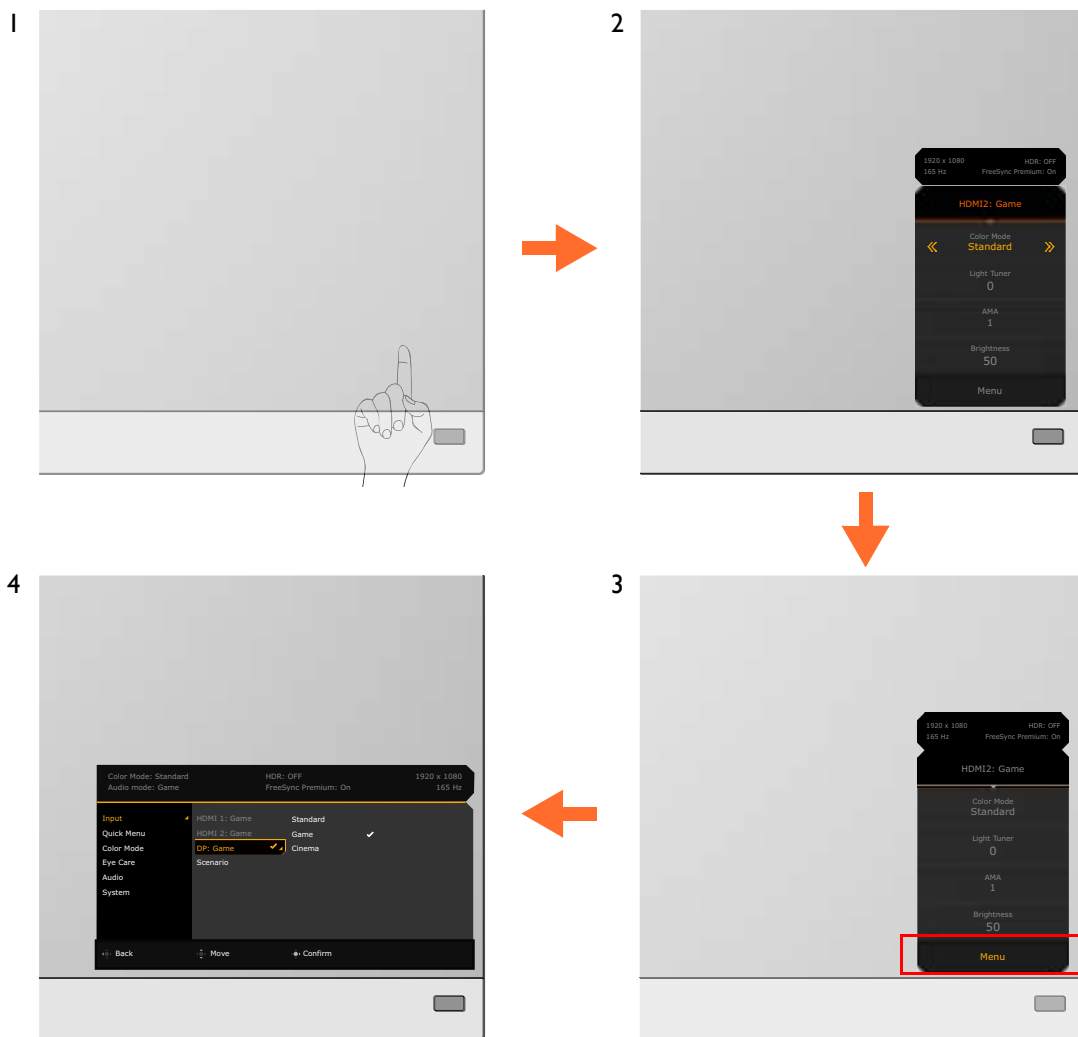 1
2
1920 x 1080 HDR: OFF
165 Hz FreeSync Premium: On
HDMI2: Game
Color Mode
Standard
Light Tuner
0
AMA
1
Brightness
50
Menu
3
1920 x 1080 HDR: OFF
165 Hz FreeSync Premium: On
HDMI2: Game
Color Mode
Standard
Light Tuner
0
AMA
1
Brightness
50
Menu
4
Color Mode: Standard HDR: OFF 1920 x 1080
Audio mode: Game FreeSync Premium: On 165 Hz
Input HDMI 1: Game Standard
Quick Menu HDMI 2: Game Game
Color Mode DP: Game Cinema
Eye Care Scenario
Audio
System
Back Move Confirm